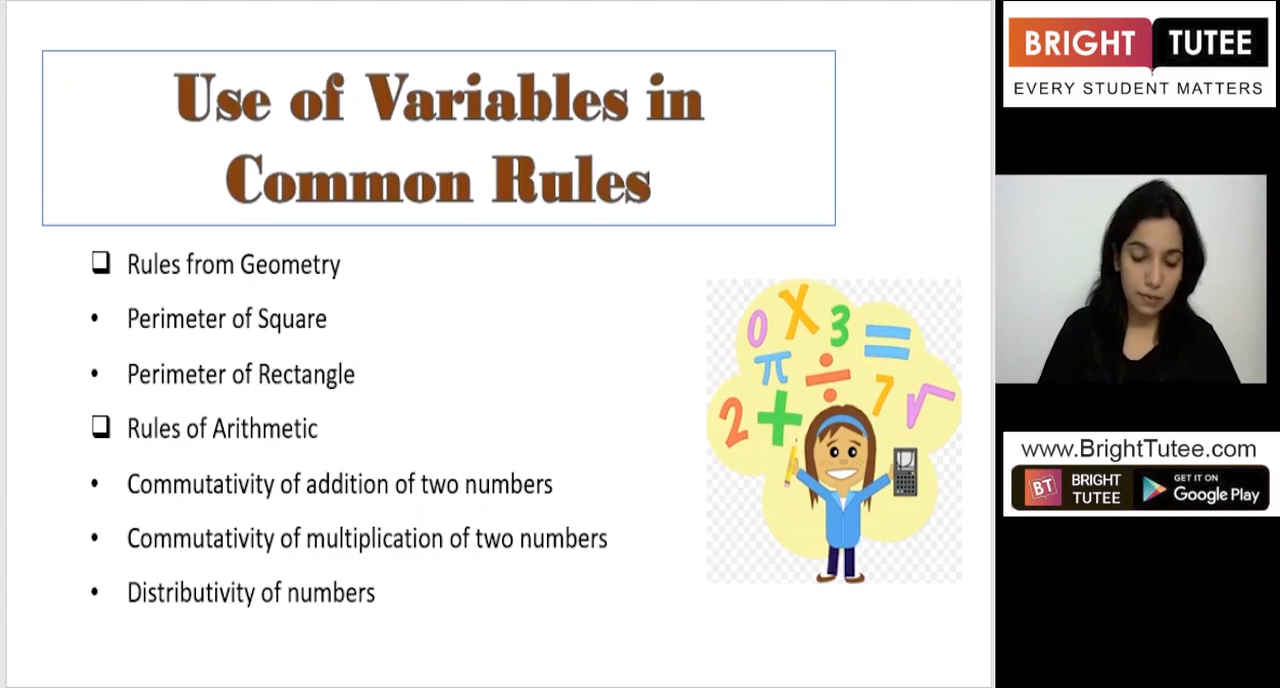 Use of Variables in
Common Rules
Rules from Geometry
Perimeter of Square
Perimeter of Rectangle
Rules of Arithmetic
Commutativity of addition of two numbers
Commutativity of multiplication of two numbers
Distributivity of numbers
0 X 3 =
π ÷ 7 √
2 +
BRIGHT TUTEE
EVERY STUDENT MATTERS
www.BrightTutee.com
BT BRIGHT TUTEE
GET IT ON
Google Play